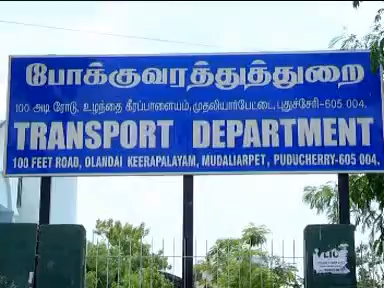 போக்குவரத்துத்துறை
100 அடி ரோடு, உழந்தை கீரப்பாளையம், முதலியார்பேட்டை, புதுச்சேரி-605 004.
TRANSPORT DEPARTMENT
100 FEET ROAD, OLANDAI KEERAPALAYAM, MUDALIARPET, PUDUCHERRY-605 004.
LIC